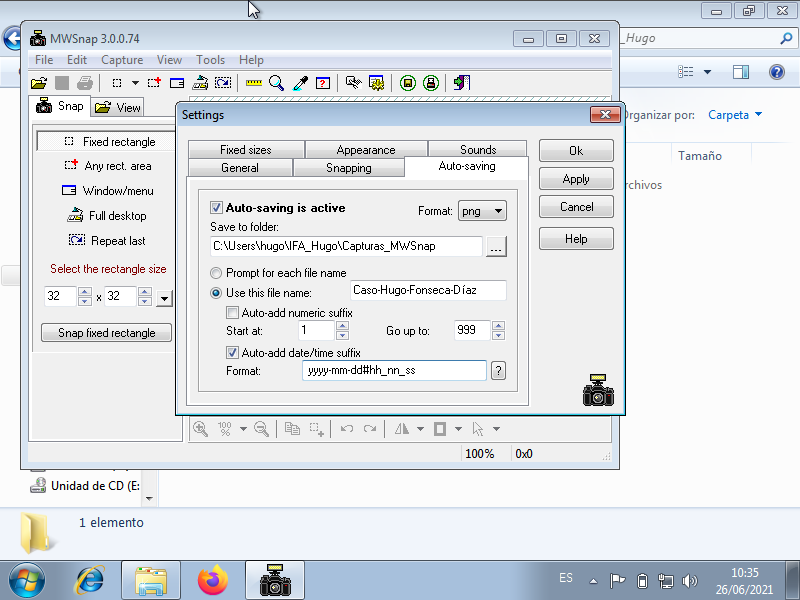 MWSnap 3.0.0.74
_Hugo
File Edit Capture View Tools Help
Snap View
Organizar por: Carpeta
Tamaño
rchivos
Settings
Fixed sizes Appearance Sounds
General Snapping Auto-saving
Ok
Apply
Cancel
Help
Fixed rectangle
Any rect. area
Window/menu
Full desktop
Repeat last
Select the rectangle size
32 x 32
Snap fixed rectangle
Auto-saving is active Format: png
Save to folder:
C:\Users\hugo\IFA_Hugo\Capturas_MWSnap ...
Prompt for each file name
Use this file name: Caso-Hugo-Fonseca-Díaz
Auto-add numeric suffix
Start at: 1 Go up to: 999
Auto-add date/time suffix
Format: yyyy-mm-dd#hh_nn_ss ?
100%
100% 0x0
Unidad de CD (E:
1 elemento
ES
10:35
26/06/2021